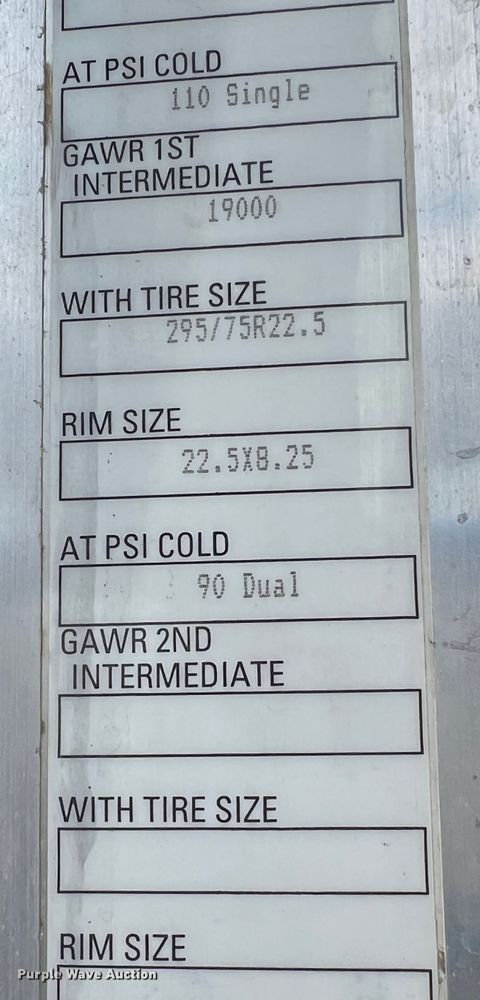 AT PSI COLD
110 Single
GAWR 1ST
INTERMEDIATE
19000
WITH TIRE SIZE
295/75R22.5
RIM SIZE
22.5X8.25
AT PSI COLD
90 Dual
GAWR 2ND
INTERMEDIATE
WITH TIRE SIZE
RIM SIZE
Purple Wave Auction